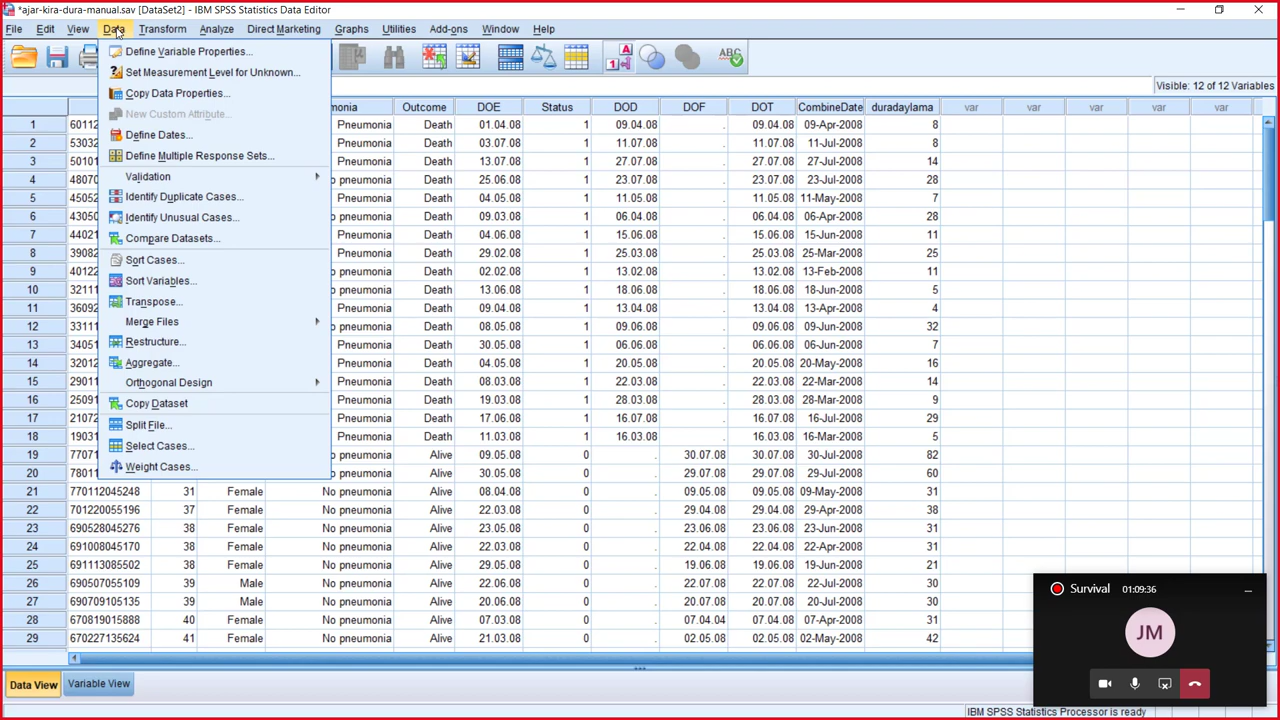 *ajar-kira-dura-manual.sav [DataSet2] - IBM SPSS Statistics Data Editor
File Edit View Data Transform Analyze Direct Marketing Graphs Utilities Add-ons Window Help
Visible: 12 of 12 Variables
Define Variable Properties...
Set Measurement Level for Unknown...
Copy Data Properties...
New Custom Attribute...
Define Dates...
Define Multiple Response Sets...
Validation
Identify Duplicate Cases...
Identify Unusual Cases...
Compare Datasets...
Sort Cases...
Sort Variables...
Transpose...
Merge Files
Restructure...
Aggregate...
Orthogonal Design
Copy Dataset
Split File...
Select Cases...
Weight Cases...
monia Outcome DOE Status DOD DOF DOT CombineDate duradaylama var var var var var
1 60112 Pneumonia Death 01.04.08 1 09.04.08 . 09.04.08 09-Apr-2008 8
2 53032 Pneumonia Death 03.07.08 1 11.07.08 . 11.07.08 11-Jul-2008 8
3 50101 Pneumonia Death 13.07.08 1 27.07.08 . 27.07.08 27-Jul-2008 14
4 48070 Pneumonia Death 25.06.08 1 23.07.08 . 23.07.08 23-Jul-2008 28
5 45052 Pneumonia Death 04.05.08 1 11.05.08 . 11.05.08 11-May-2008 7
6 43050 Pneumonia Death 09.03.08 1 06.04.08 . 06.04.08 06-Apr-2008 28
7 44021 Pneumonia Death 04.06.08 1 15.06.08 . 15.06.08 15-Jun-2008 11
8 39082 Pneumonia Death 29.02.08 1 25.03.08 . 25.03.08 25-Mar-2008 25
9 40122 Pneumonia Death 02.02.08 1 13.02.08 . 13.02.08 13-Feb-2008 11
10 32111 Pneumonia Death 13.06.08 1 18.06.08 . 18.06.08 18-Jun-2008 5
11 36092 Pneumonia Death 09.04.08 1 13.04.08 . 13.04.08 13-Apr-2008 4
12 33111 Pneumonia Death 08.05.08 1 09.06.08 . 09.06.08 09-Jun-2008 32
13 34051 Pneumonia Death 30.05.08 1 06.06.08 . 06.06.08 06-Jun-2008 7
14 32012 Pneumonia Death 04.05.08 1 20.05.08 . 20.05.08 20-May-2008 16
15 29011 Pneumonia Death 08.03.08 1 22.03.08 . 22.03.08 22-Mar-2008 14
16 25091 Pneumonia Death 19.03.08 1 28.03.08 . 28.03.08 28-Mar-2008 9
17 21072 Pneumonia Death 17.06.08 1 16.07.08 . 16.07.08 16-Jul-2008 29
18 19031 Pneumonia Death 11.03.08 1 16.03.08 . 16.03.08 16-Mar-2008 5
19 77071 No pneumonia Alive 09.05.08 0 . 30.07.08 30.07.08 30-Jul-2008 82
20 78011 No pneumonia Alive 30.05.08 0 . 29.07.08 29.07.08 29-Jul-2008 60
21 770112045248 31 Female No pneumonia Alive 08.04.08 0 . 09.05.08 09.05.08 09-May-2008 31
22 701220055196 37 Female No pneumonia Alive 22.03.08 0 . 29.04.08 29.04.08 29-Apr-2008 38
23 690528045276 38 Female No pneumonia Alive 23.05.08 0 . 23.06.08 23.06.08 23-Jun-2008 31
24 691008045170 38 Female No pneumonia Alive 22.03.08 0 . 22.04.08 22.04.08 22-Apr-2008 31
25 691113085502 38 Female No pneumonia Alive 29.05.08 0 . 19.06.08 19.06.08 19-Jun-2008 21
26 690507055109 39 Male No pneumonia Alive 22.06.08 0 . 22.07.08 22.07.08 22-Jul-2008 30
27 690709105135 39 Male No pneumonia Alive 20.06.08 0 . 20.07.08 20.07.08 20-Jul-2008 30
28 670819015888 40 Female No pneumonia Alive 07.03.08 0 . 07.04.04 07.04.08 07-Apr-2008 31
29 670227135624 41 Female No pneumonia Alive 21.03.08 0 . 02.05.08 02.05.08 02-May-2008 42
Survival 01:09:36
JM
Data View Variable View
IBM SPSS Statistics Processor is ready